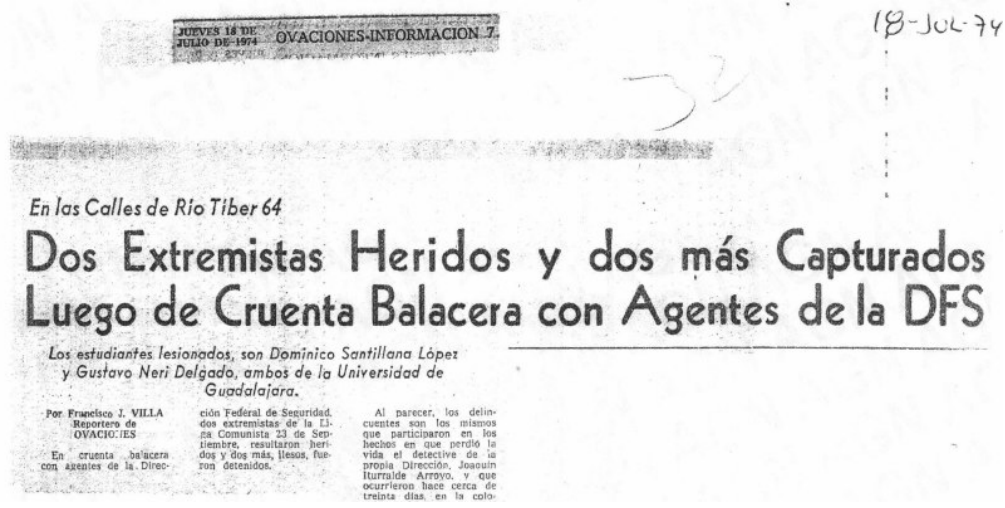 JUEVES 18 DE
JULIO DE 1974
OVACIONES-INFORMACION 7
18-JUL-74
32
En las Calles de Río Tíber 64
Dos Extremistas Heridos y dos más Capturados
Luego de Cruenta Balacera con Agentes de la DFS
Los estudiantes lesionados, son Domínico Santillana López
y Gustavo Neri Delgado, ambos de la Universidad de
Guadalajara.
Por Francisco J. VILLA
Reportero de
OVACIONES
En cruenta balacera
con agentes de la Direc-
ción Federal de Seguridad,
dos extremistas de la Li-
ga Comunista 23 de Sep-
tiembre, resultaron heri-
dos y dos más, ilesos, fue-
ron detenidos.
Al parecer, los delin-
cuentes son los mismos
que participaron en los
hechos en que perdió la
vida el detective de la
propia Dirección, Joaquín
Iturralde Arroyo, y que
ocurrieron hace cerca de
treinta días, en la colo-